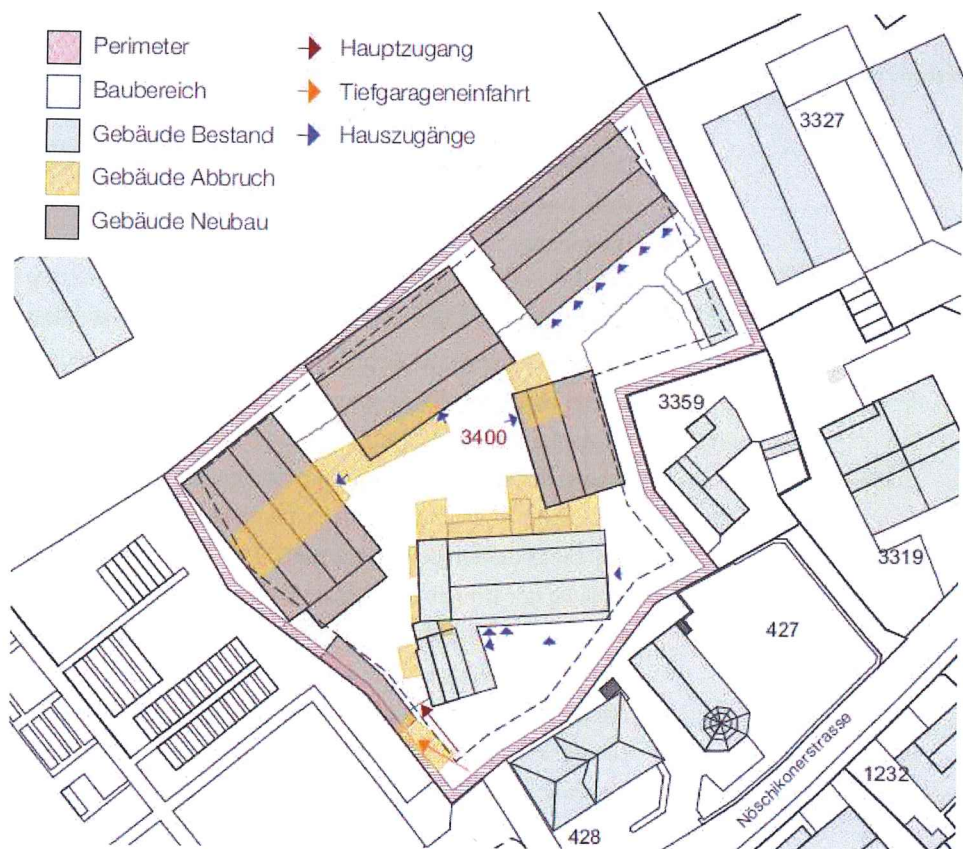 Perimeter
Baubereich
Gebäude Bestand
Gebäude Abbruch
Gebäude Neubau
Hauptzugang
Tiefgarageneinfahrt
Hauszugänge
3327
3359
3400
3319
427
Nöschikonerstrasse
1232
428